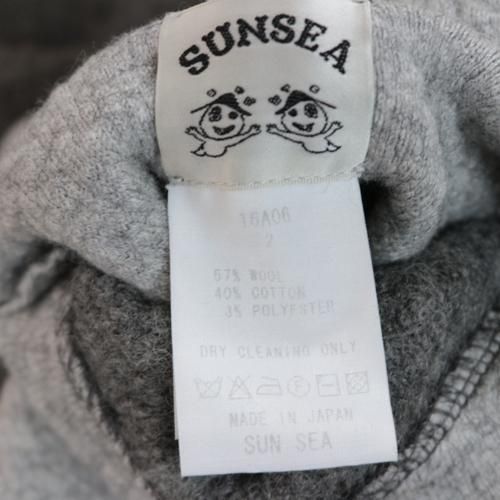 SUNSEA
16A06
2
57% WOOL
40% COTTON
3% POLYESTER
DRY CLEANING ONLY
MADE IN JAPAN
SUN SEA